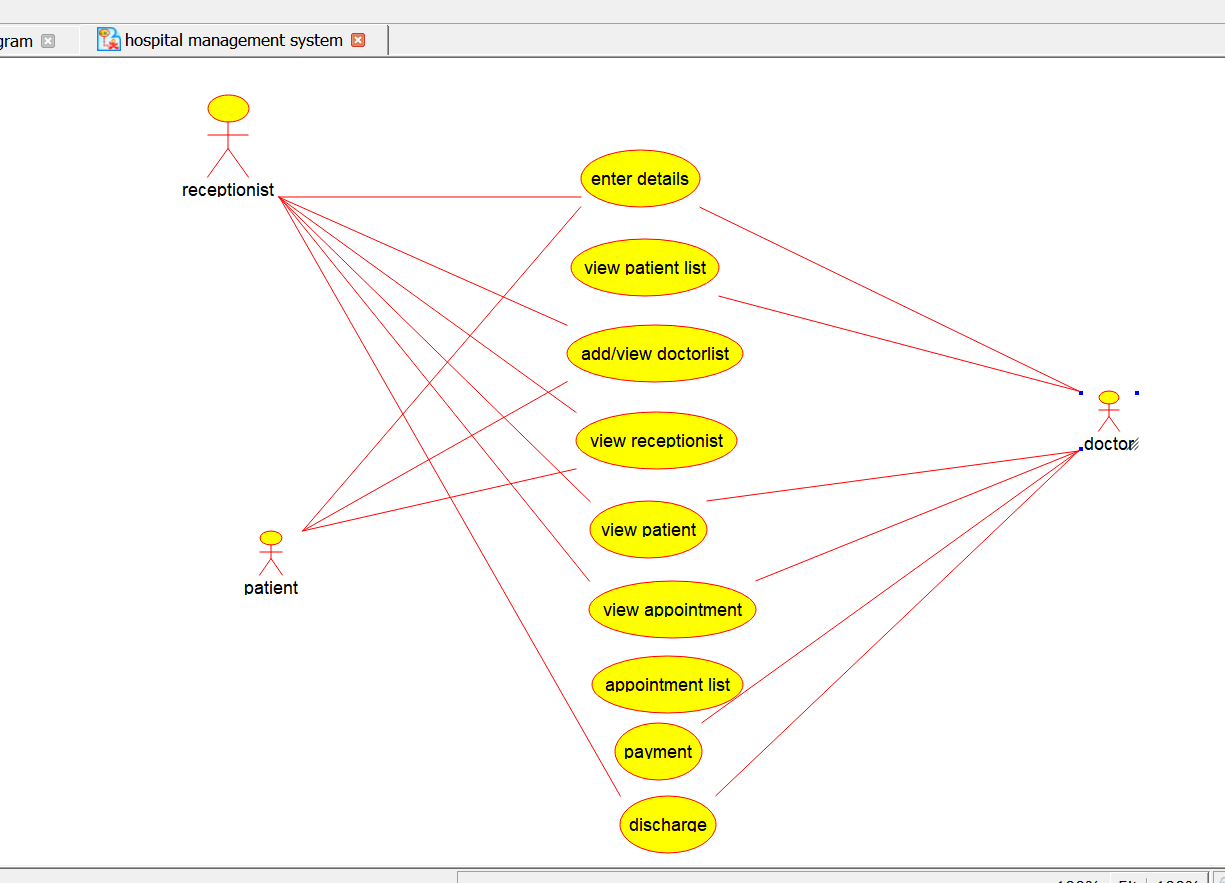 gram
hospital management system
receptionist
enter details
view patient list
add/view doctorlist
view receptionist
doctor
view patient
patient
view appointment
appointment list
payment
discharge